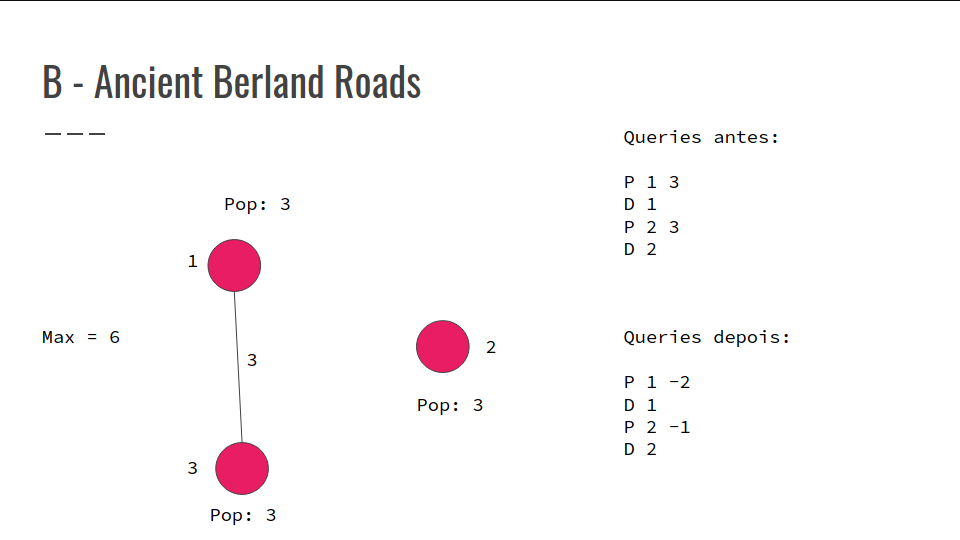 B - Ancient Berland Roads
Queries antes:
P 1 3
D 1
P 2 3
D 2
Pop: 3
1
Max = 6
3
2
Pop: 3
3
Pop: 3
Queries depois:
P 1 -2
D 1
P 2 -1
D 2